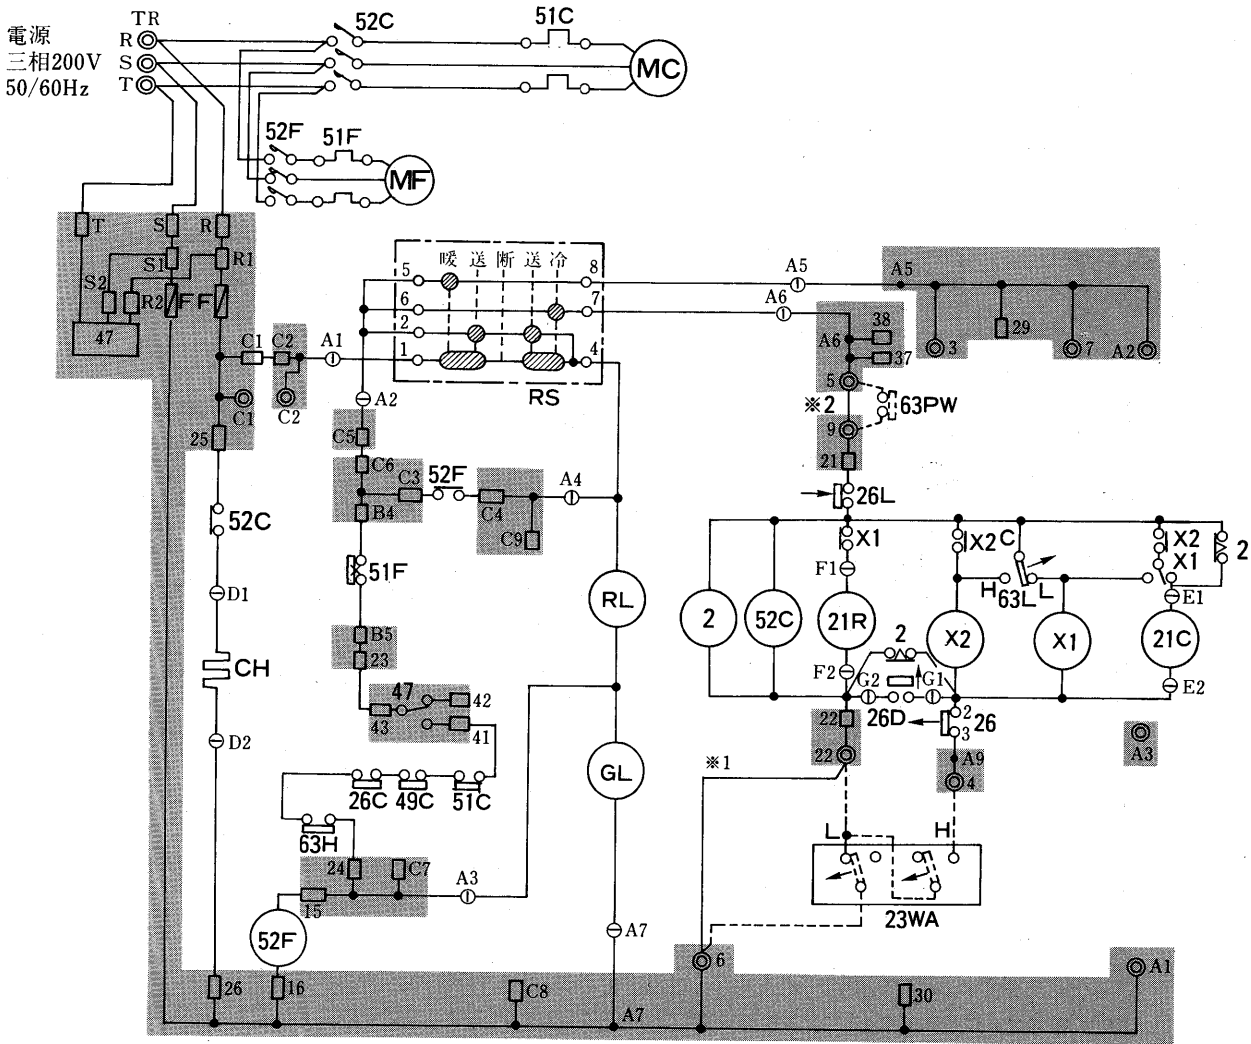 TR
電源 R
三相200V S
50/60Hz T
52C
51C
MC
52F 51F
MF
T S R
S1 R1
S2 R2 F F
47
暖 送 断 送 冷
5 8
6 7
2
1 4
RS
C1 C2 A1
C1 C2
A2
A5 A5
A6
3 29 7 A2
38
A6
37
5
※2 63PW
9
21
25
C5
C6 C3 52F
B4 C4 A4
C9
26L
52C
D1
CH
D2
51F
B5
23
RL
X1
F1
X2 C
X2
X1
2
H 63L L
E1
2 52C 21R X2 X1 21C
F2 2
G2 G1
E2
22 26D 2 26
3
22
A3
A9
4
※1
47 42
43 41
26C 49C 51C
GL
63H
24 C7
15
A3
52F
L H
23WA
A7
6 A1
26 16 C8 30
A7